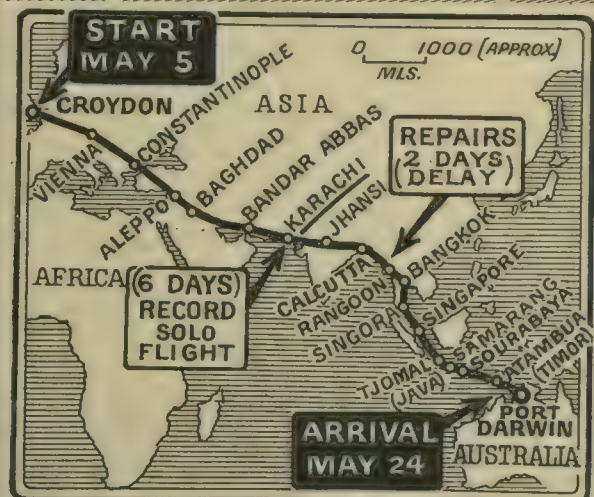 START
MAY 5
0 1000 (APPROX.)
MLS.
CROYDON
CONSTANTINOPLE
ASIA
VIENNA
ALEPPO
BAGHDAD
BANDAR ABBAS
KARACHI
JHANSI
REPAIRS
(2 DAYS
DELAY)
AFRICA
(6 DAYS)
RECORD
SOLO
FLIGHT
CALCUTTA
RANGOON
BANGKOK
SINGORA
SINGAPORE
TJOMAL
(JAVA)
SAMARANG
SOURABAYA
ATAMBUA
(TIMOR)
PORT
DARWIN
ARRIVAL
MAY 24
AUSTRALIA